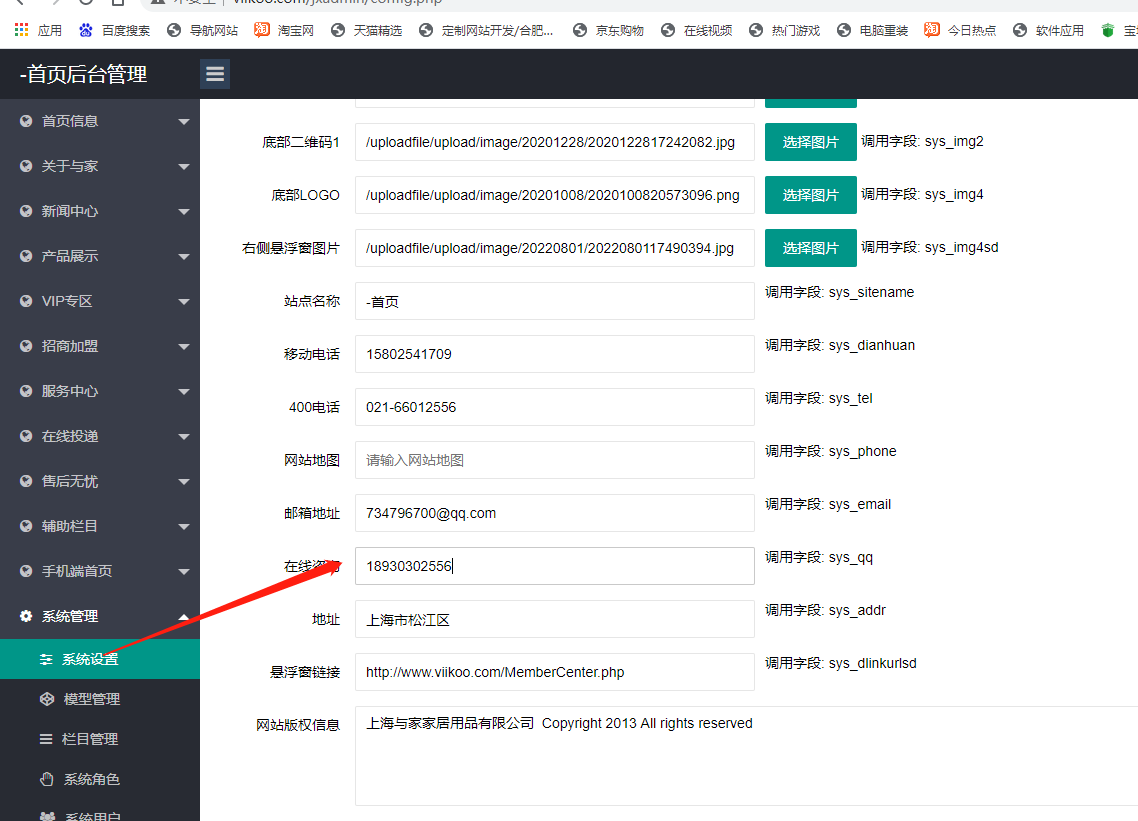 viikoo.com/jxadmin/config.php
应用 百度搜索 导航网站 淘宝网 天猫精选 定制网站开发/合肥... 京东购物 在线视频 热门游戏 电脑重装 今日热点 软件应用
-首页后台管理
首页信息
关于与家
新闻中心
产品展示
VIP专区
招商加盟
服务中心
在线投递
售后无忧
辅助栏目
手机端首页
系统管理
系统设置
模型管理
栏目管理
系统角色
系统用户
底部二维码1 /uploadfile/upload/image/20201228/2020122817242082.jpg 选择图片 调用字段: sys_img2
底部LOGO /uploadfile/upload/image/20201008/2020100820573096.png 选择图片 调用字段: sys_img4
右侧悬浮窗图片 /uploadfile/upload/image/20220801/2022080117490394.jpg 选择图片 调用字段: sys_img4sd
站点名称 -首页 调用字段: sys_sitename
移动电话 15802541709 调用字段: sys_dianhuan
400电话 021-66012556 调用字段: sys_tel
网站地图 请输入网站地图 调用字段: sys_phone
邮箱地址 734796700@qq.com 调用字段: sys_email
在线咨询 18930302556 调用字段: sys_qq
地址 上海市松江区 调用字段: sys_addr
悬浮窗链接 http://www.viikoo.com/MemberCenter.php 调用字段: sys_dlinkurlsd
网站版权信息 上海与家家居用品有限公司 Copyright 2013 All rights reserved